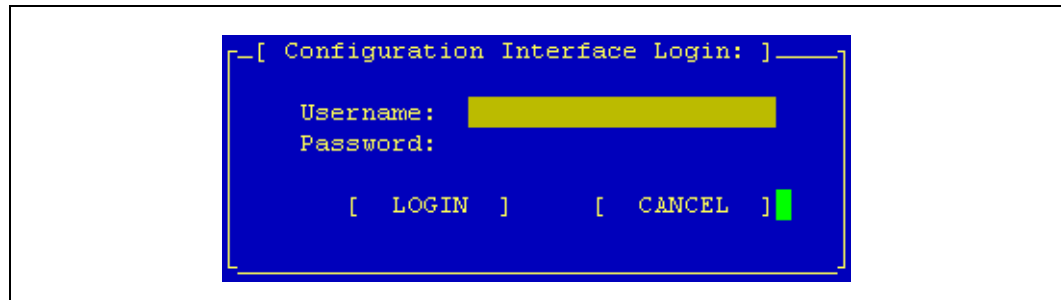 [ Configuration Interface Login: ]
Username:
Password:
[ LOGIN ] [ CANCEL ]